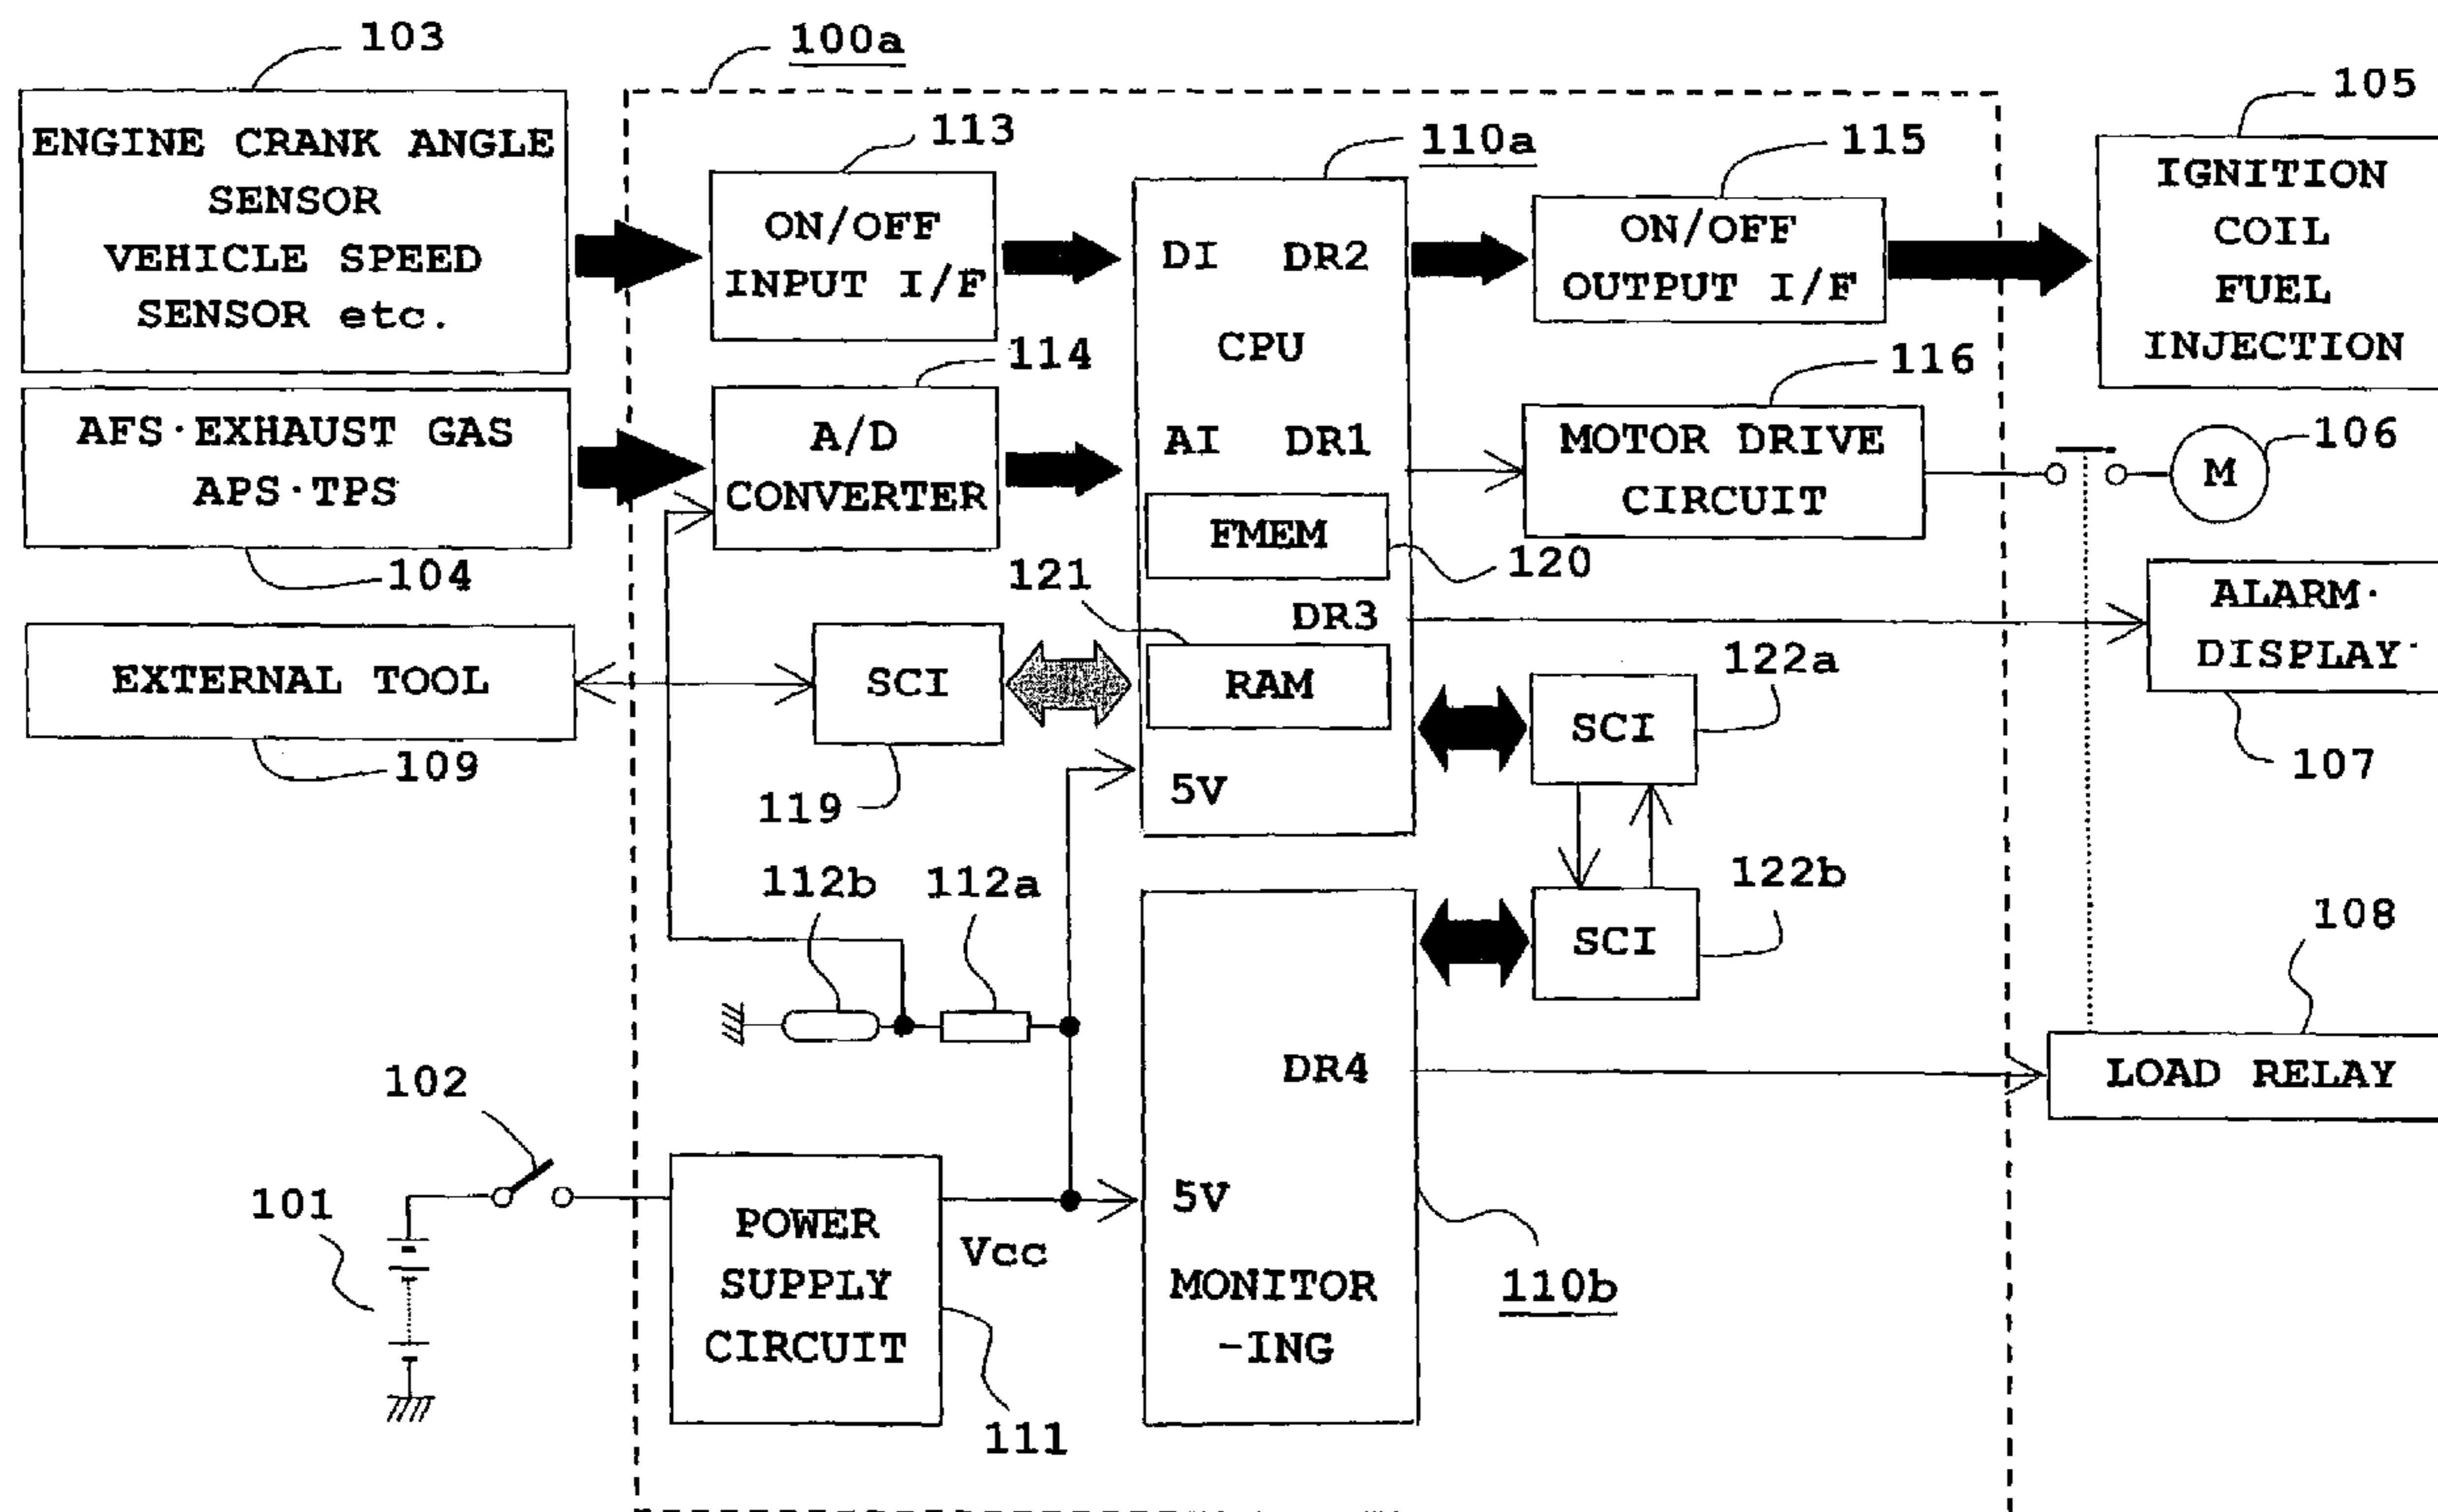 103
100a
105
ENGINE CRANK ANGLE
SENSOR
VEHICLE SPEED
SENSOR etc.
113
ON/OFF
INPUT I/F
110a
115
DI DR2
ON/OFF
OUTPUT I/F
IGNITION
COIL
FUEL
INJECTION
CPU
114
116
AFS·EXHAUST GAS
APS·TPS
A/D
CONVERTER
AI DR1
MOTOR DRIVE
CIRCUIT
M
106
FMEM
120
104
121
DR3
ALARM·
DISPLAY
107
EXTERNAL TOOL
109
SCI
119
RAM
122a
SCI
5V
112b
112a
122b
SCI
108
DR4
LOAD RELAY
102
101
POWER
SUPPLY
CIRCUIT
111
Vcc
5V
MONITOR
-ING
110b